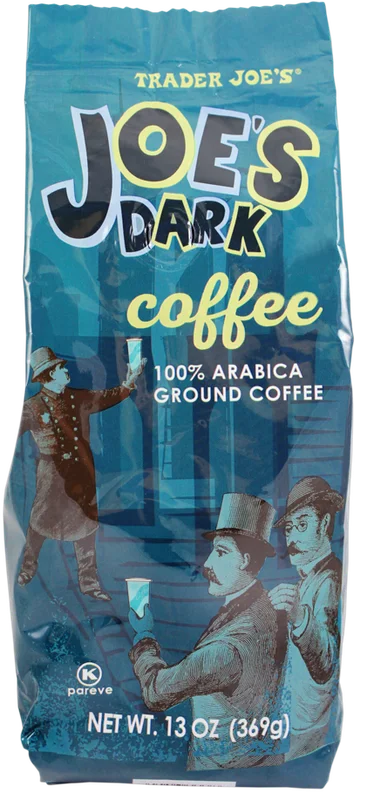 TRADER JOE'S®
JOE'S
DARK
coffee
100% ARABICA
GROUND COFFEE
K
pareve
NET WT. 13 OZ (369g)